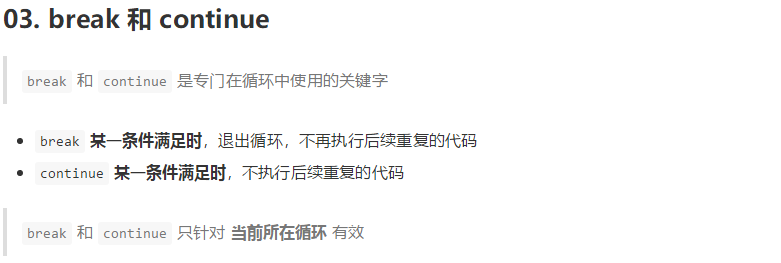 03. break 和 continue
break 和 continue 是专门在循环中使用的关键字
break 某一条件满足时，退出循环，不再执行后续重复的代码
continue 某一条件满足时，不执行后续重复的代码
break 和 continue 只针对 当前所在循环 有效